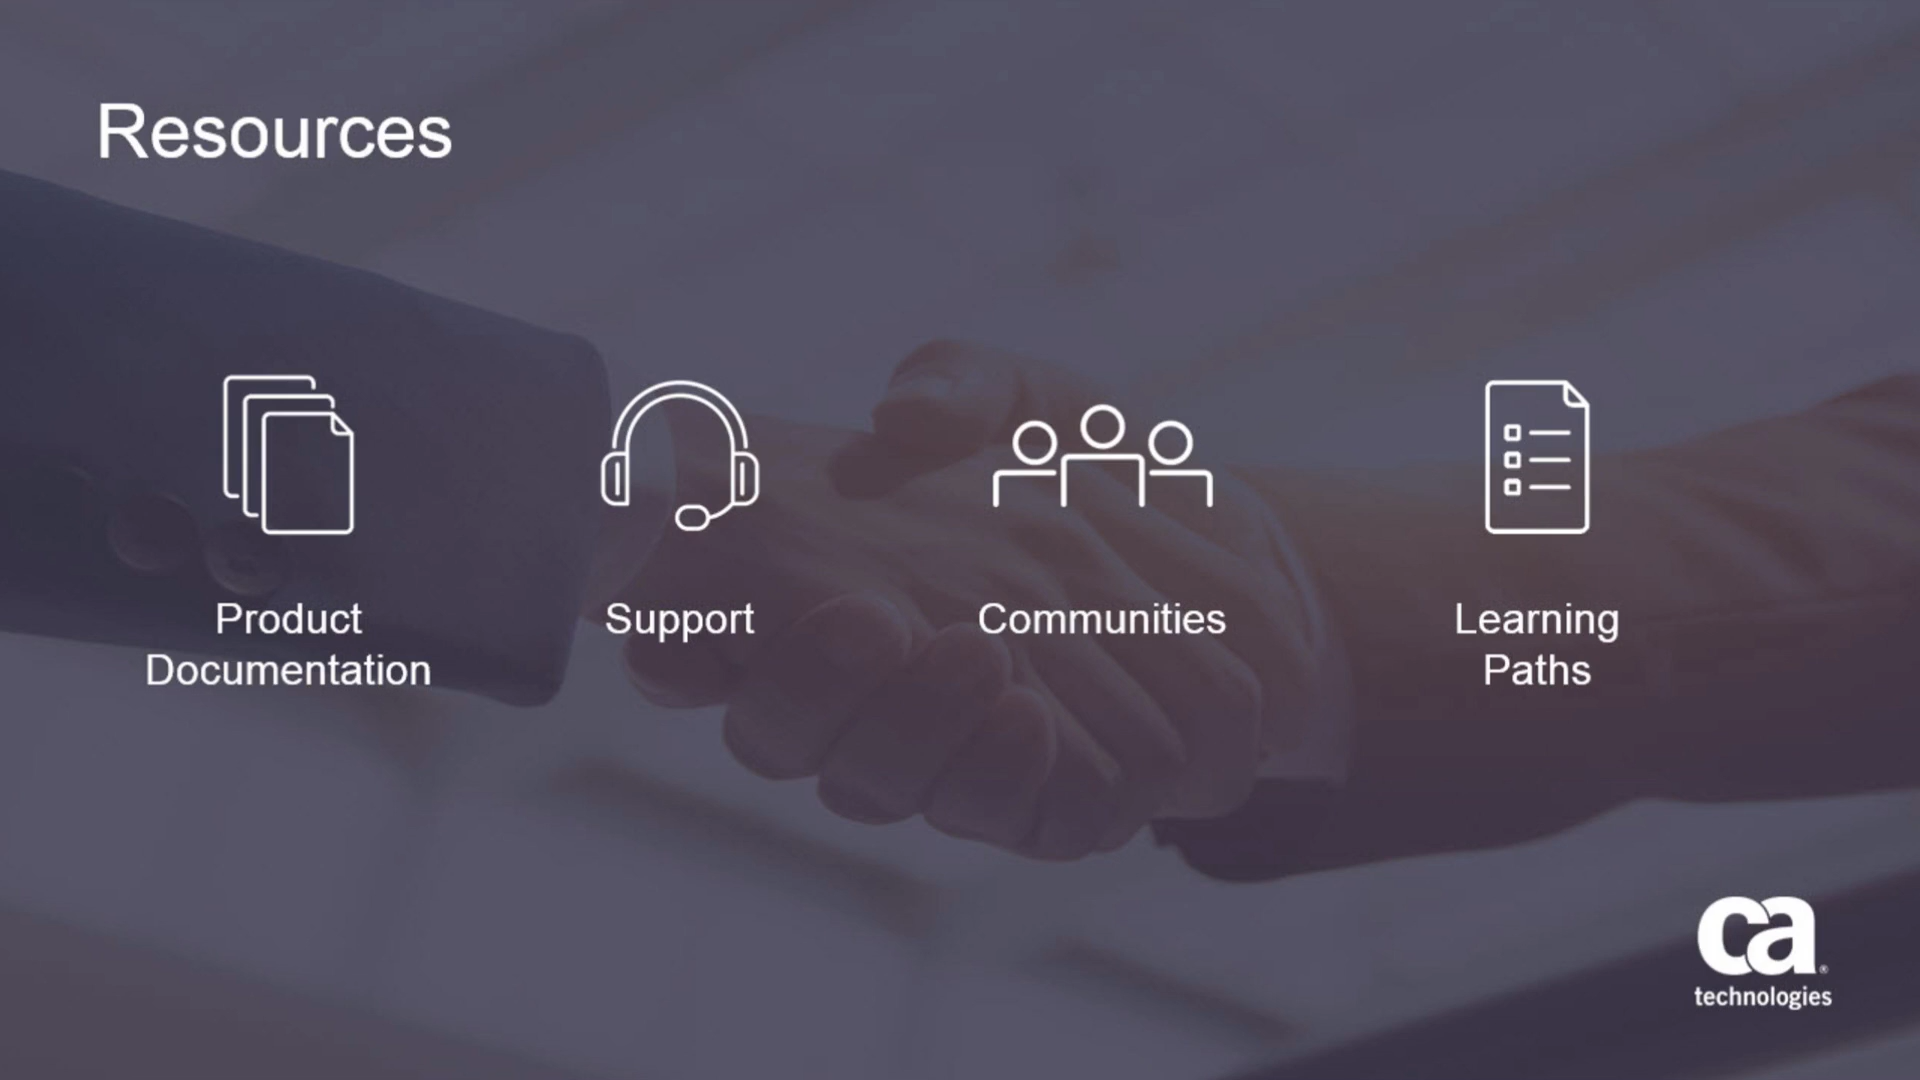 Resources
Product
Documentation
Support
Communities
Learning
Paths
ca®
technologies